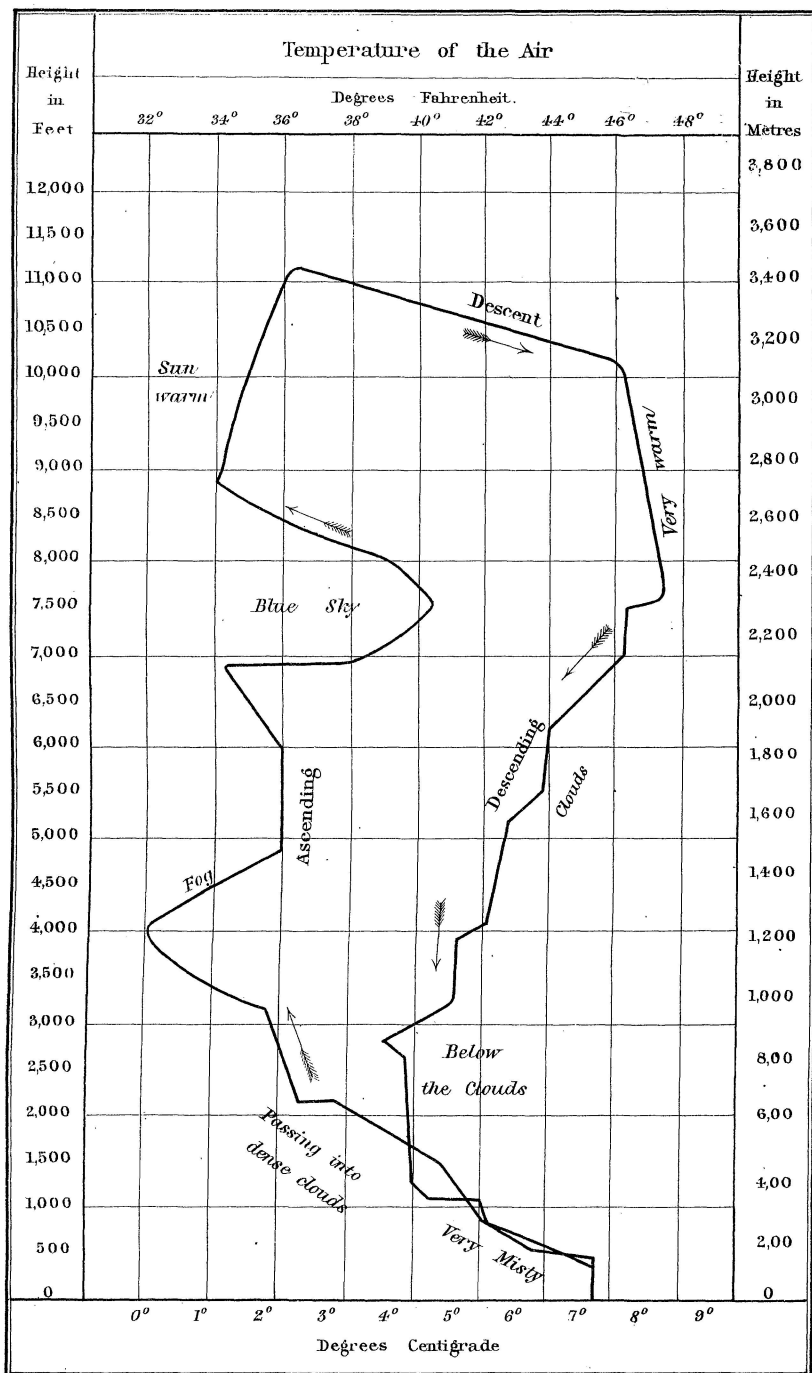 Temperature of the Air
Height in Feet
Degrees Fahrenheit.
Height in Metres
32° 34° 36° 38° 40° 42° 44° 46° 48°
12,000
11,500
11,000
10,500
10,000
9,500
9,000
8,500
8,000
7,500
7,000
6,500
6,000
5,500
5,000
4,500
4,000
3,500
3,000
2,500
2,000
1,500
1,000
500
0
3,800
3,600
3,400
3,200
3,000
2,800
2,600
2,400
2,200
2,000
1,800
1,600
1,400
1,200
1,000
8,00
6,00
4,00
2,00
0
Descent
Sun
warm
Very warm
Blue Sky
Ascending
Descending
Clouds
Fog
Below
the Clouds
Passing into
dense clouds
Very Misty
0° 1° 2° 3° 4° 5° 6° 7° 8° 9°
Degrees Centigrade